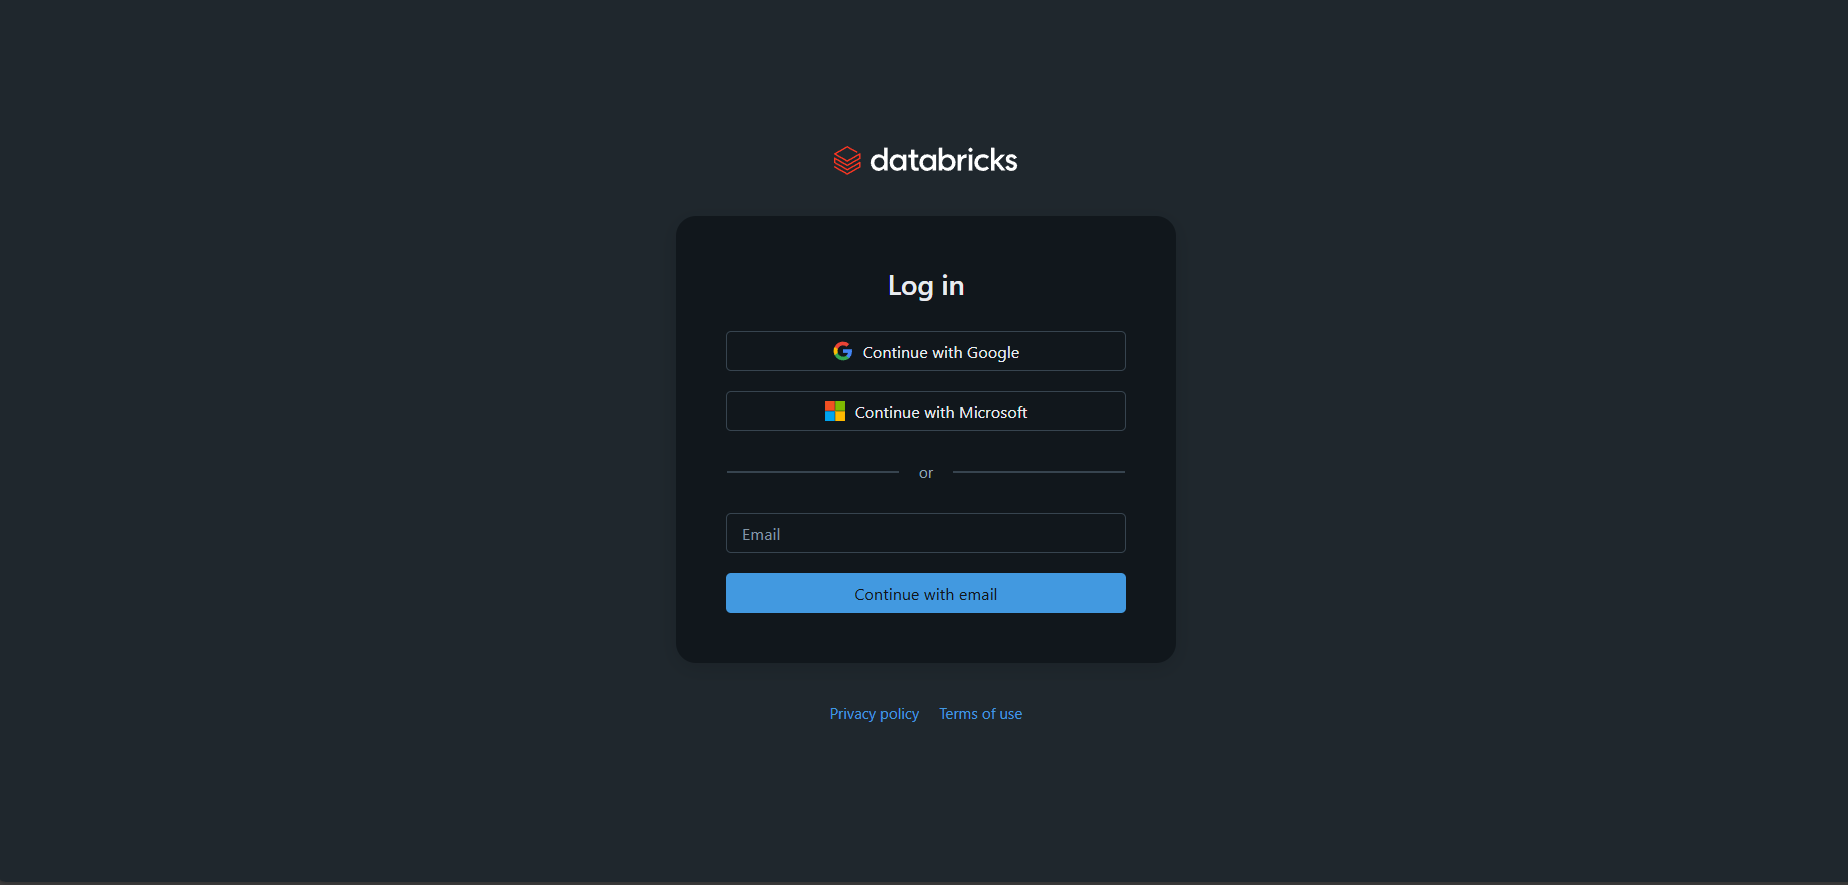 databricks
Log in
Continue with Google
Continue with Microsoft
or
Email
Continue with email
Privacy policy Terms of use